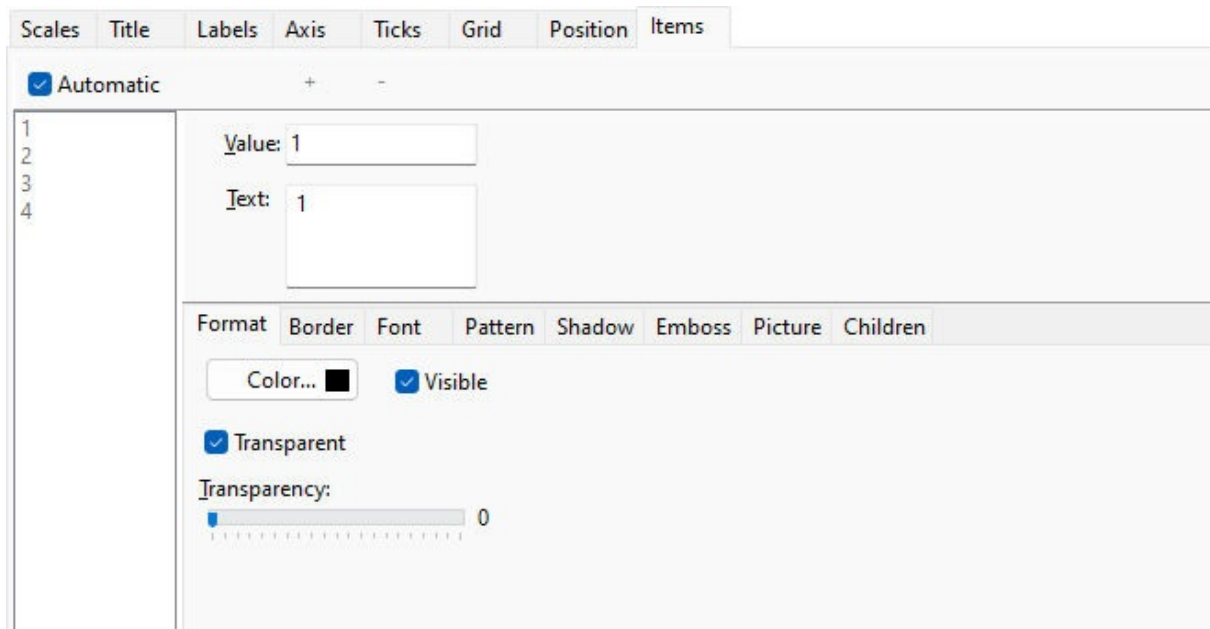 Scales Title Labels Axis Ticks Grid Position Items
Automatic + -
1
2
3
4
Value: 1
Text: 1
Format Border Font Pattern Shadow Emboss Picture Children
Color... Visible
Transparent
Transparency:
0